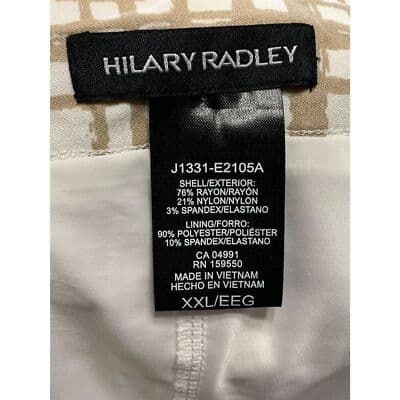 HILARY RADLEY
J1331-E2105A
SHELL/EXTERIOR:
76% RAYON/RAYÓN
21% NYLON/NYLON
3% SPANDEX/ELASTANO
LINING/FORRO:
90% POLYESTER/POLIÉSTER
10% SPANDEX/ELASTANO
CA 04991
RN 159550
MADE IN VIETNAM
HECHO EN VIETNAM
XXL/EEG